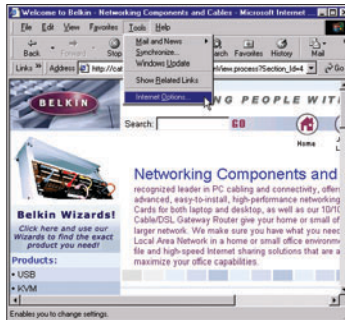 Welcome to Belkin - Networking Components and Cables - Microsoft Internet
File Edit View Favorites Tools Help
Back Forward Stop
Search Favorites History Mail
Mail and News
Synchronize...
Windows Update
Show Related Links
Internet Options...
Links » Address http://cat
View.process?Section_Id=4 Go
BELKIN
NG PEOPLE WIT
Search: GO
Home
Networking Components and
recognized leader in PC cabling and connectivity, offers
advanced, easy-to-install, high-performance networking
Cards for both laptop and desktop, as well as our 10/10
Cable/DSL Gateway Router give your home or small of
larger network. We make sure you have what you need
Local Area Network in a home or small office environm
file and high-speed Internet sharing solutions that are a
maximize your office capabilities.
Belkin Wizards!
Click here and use our
Wizards to find the exact
product you need!
Products:
• USB
• KVM
Enables you to change settings.